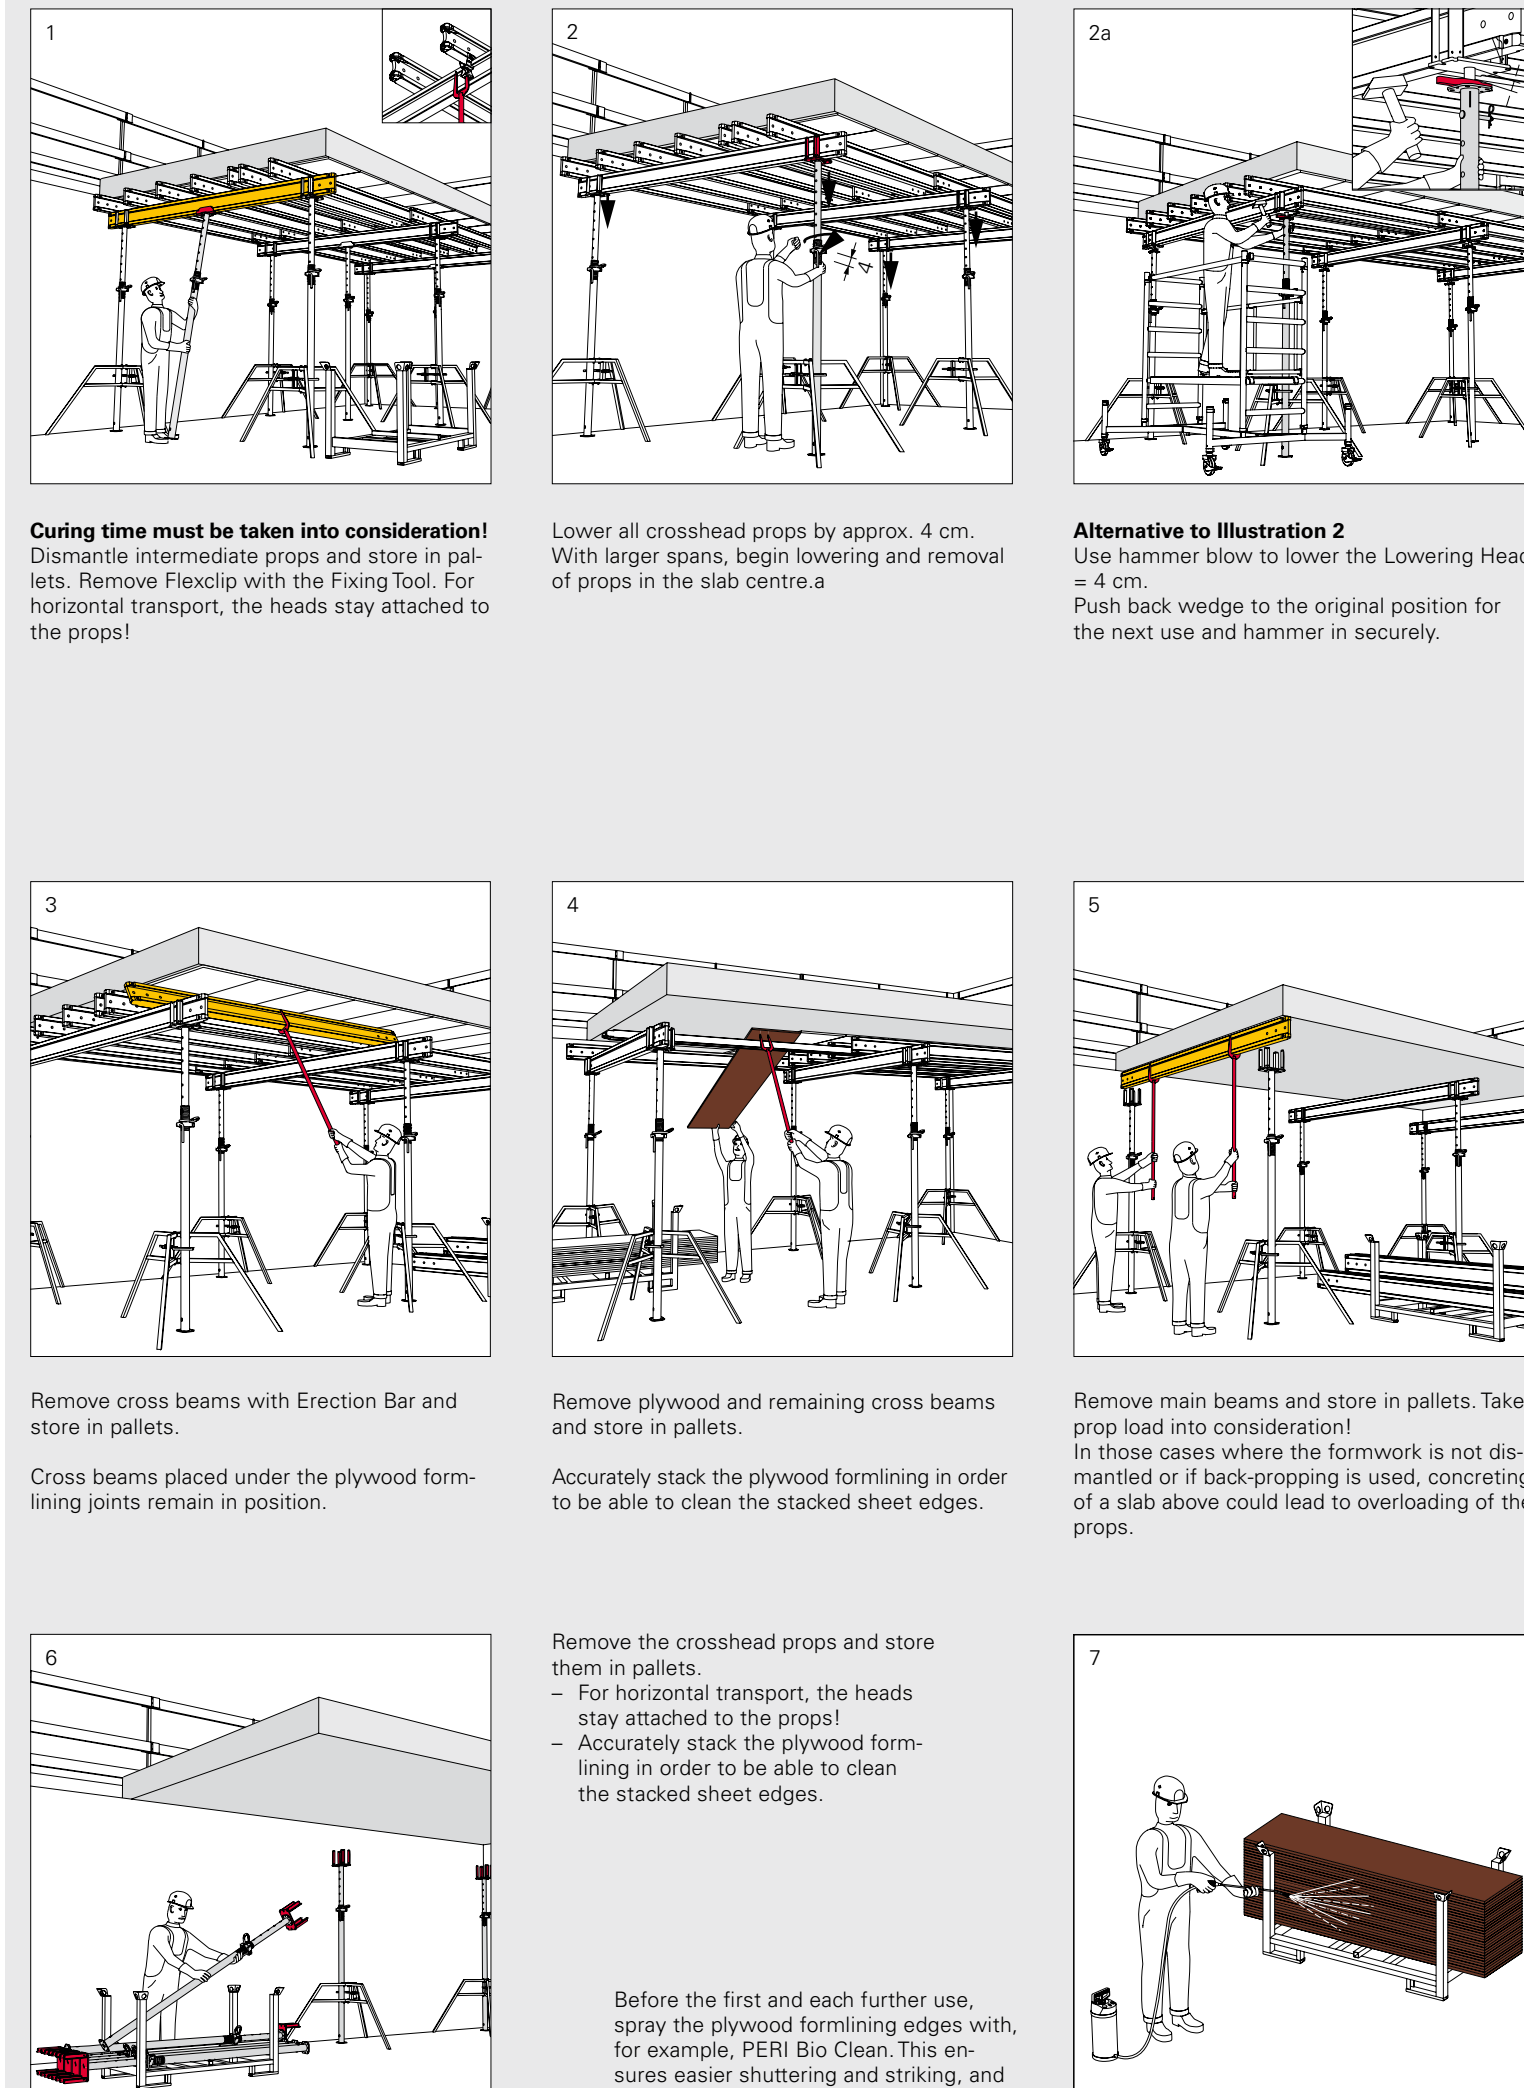 1
2
2a
4
Curing time must be taken into consideration!
Dismantle intermediate props and store in pal-
lets. Remove Flexclip with the Fixing Tool. For
horizontal transport, the heads stay attached to
the props!
Lower all crosshead props by approx. 4 cm.
With larger spans, begin lowering and removal
of props in the slab centre.a
Alternative to Illustration 2
Use hammer blow to lower the Lowering Head
= 4 cm.
Push back wedge to the original position for
the next use and hammer in securely.
3
4
5
Remove cross beams with Erection Bar and
store in pallets.
Cross beams placed under the plywood form-
lining joints remain in position.
Remove plywood and remaining cross beams
and store in pallets.
Accurately stack the plywood formlining in order
to be able to clean the stacked sheet edges.
Remove main beams and store in pallets. Take
prop load into consideration!
In those cases where the formwork is not dis-
mantled or if back-propping is used, concreting
of a slab above could lead to overloading of the
props.
6
Remove the crosshead props and store
them in pallets.
– For horizontal transport, the heads
stay attached to the props!
– Accurately stack the plywood form-
lining in order to be able to clean
the stacked sheet edges.
Before the first and each further use,
spray the plywood formlining edges with,
for example, PERI Bio Clean. This en-
sures easier shuttering and striking, and
7